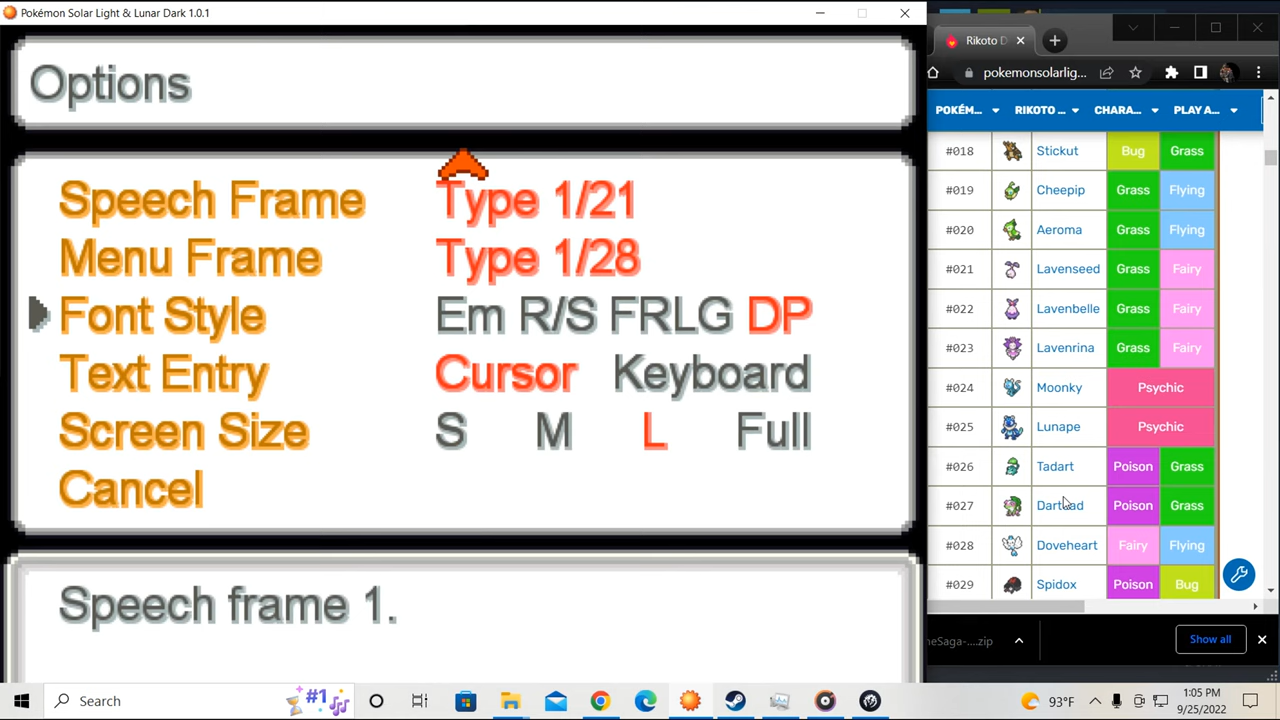 Pokémon Solar Light & Lunar Dark 1.0.1
Options
Speech Frame Type 1/21
Menu Frame Type 1/28
Font Style Em R/S FRLG DP
Text Entry Cursor Keyboard
Screen Size S M L Full
Cancel
Speech frame 1.
Rikoto D
pokemonsolarlig...
POKÉM... RIKOTO ... CHARA... PLAY A...
#018 Stickut Bug Grass
#019 Cheepip Grass Flying
#020 Aeroma Grass Flying
#021 Lavenseed Grass Fairy
#022 Lavenbelle Grass Fairy
#023 Lavenrina Grass Fairy
#024 Moonky Psychic
#025 Lunape Psychic
#026 Tadart Poison Grass
#027 Poison Grass
#028 Doveheart Fairy Flying
#029 Spidox Poison Bug
neSaga-....zip Show all
Search #1 93°F 1:05 PM
9/25/2022